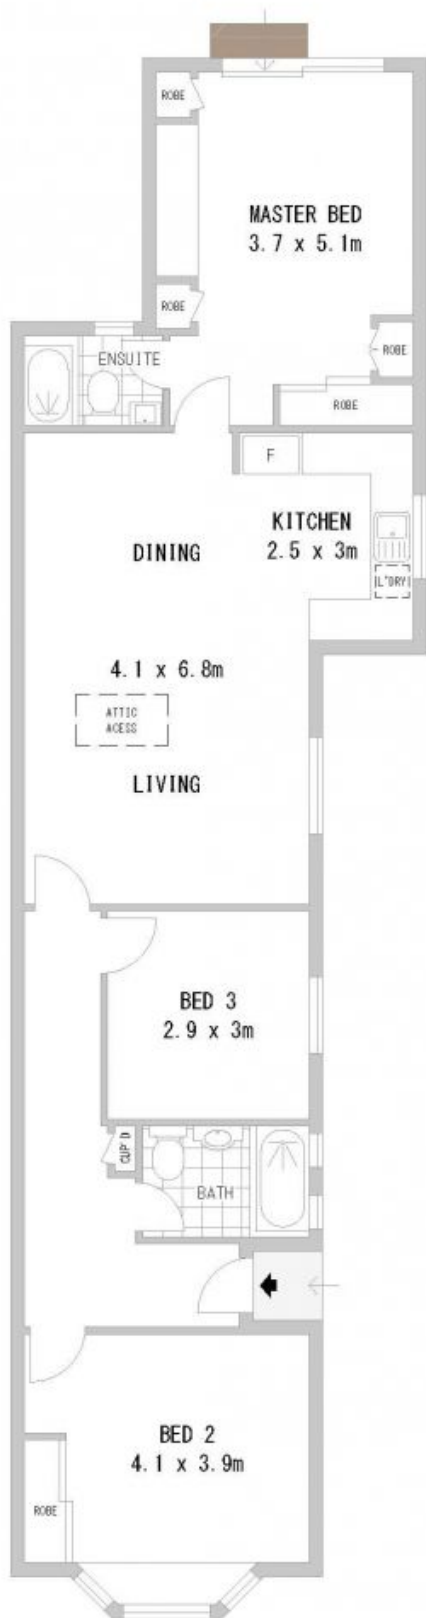 ROBE
MASTER BED
3.7 x 5.1m
ROBE
ROBE
ENSUITE
ROBE
F
KITCHEN
2.5 x 3m
DINING
L'DRY
4.1 x 6.8m
ATTIC
ACESS
LIVING
BED 3
2.9 x 3m
CUP'D
BATH
BED 2
4.1 x 3.9m
ROBE